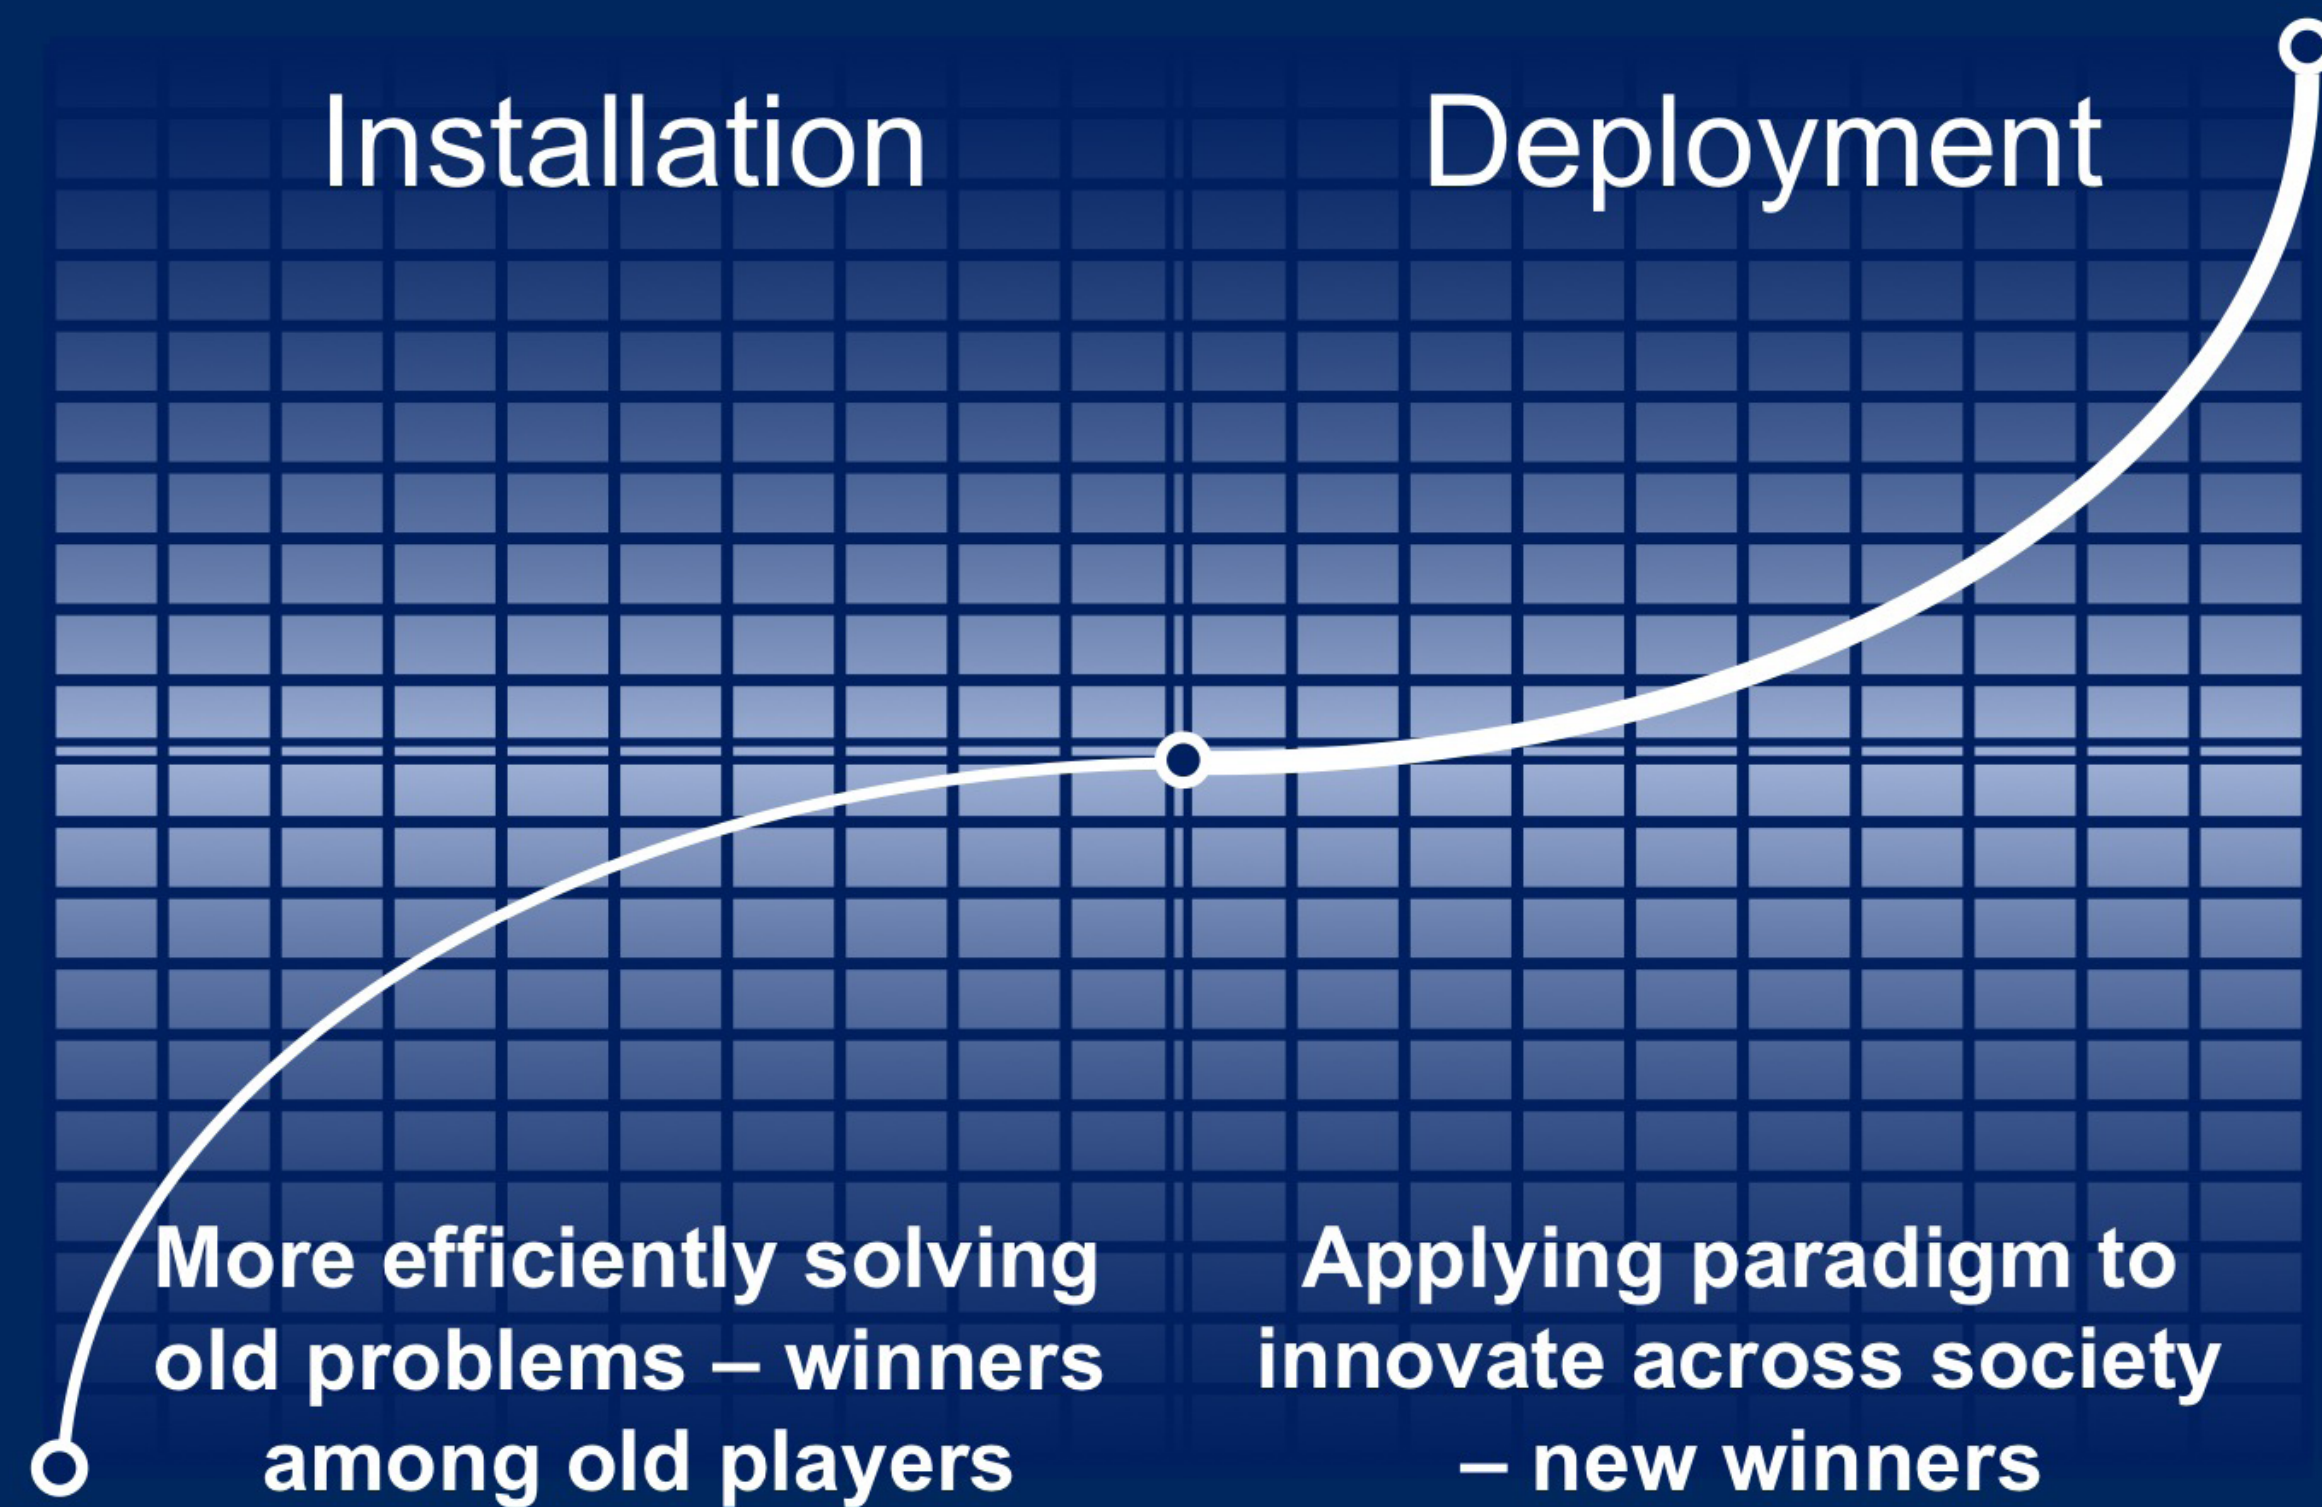 Installation
Deployment
More efficiently solving
old problems – winners
among old players
Applying paradigm to
innovate across society
– new winners